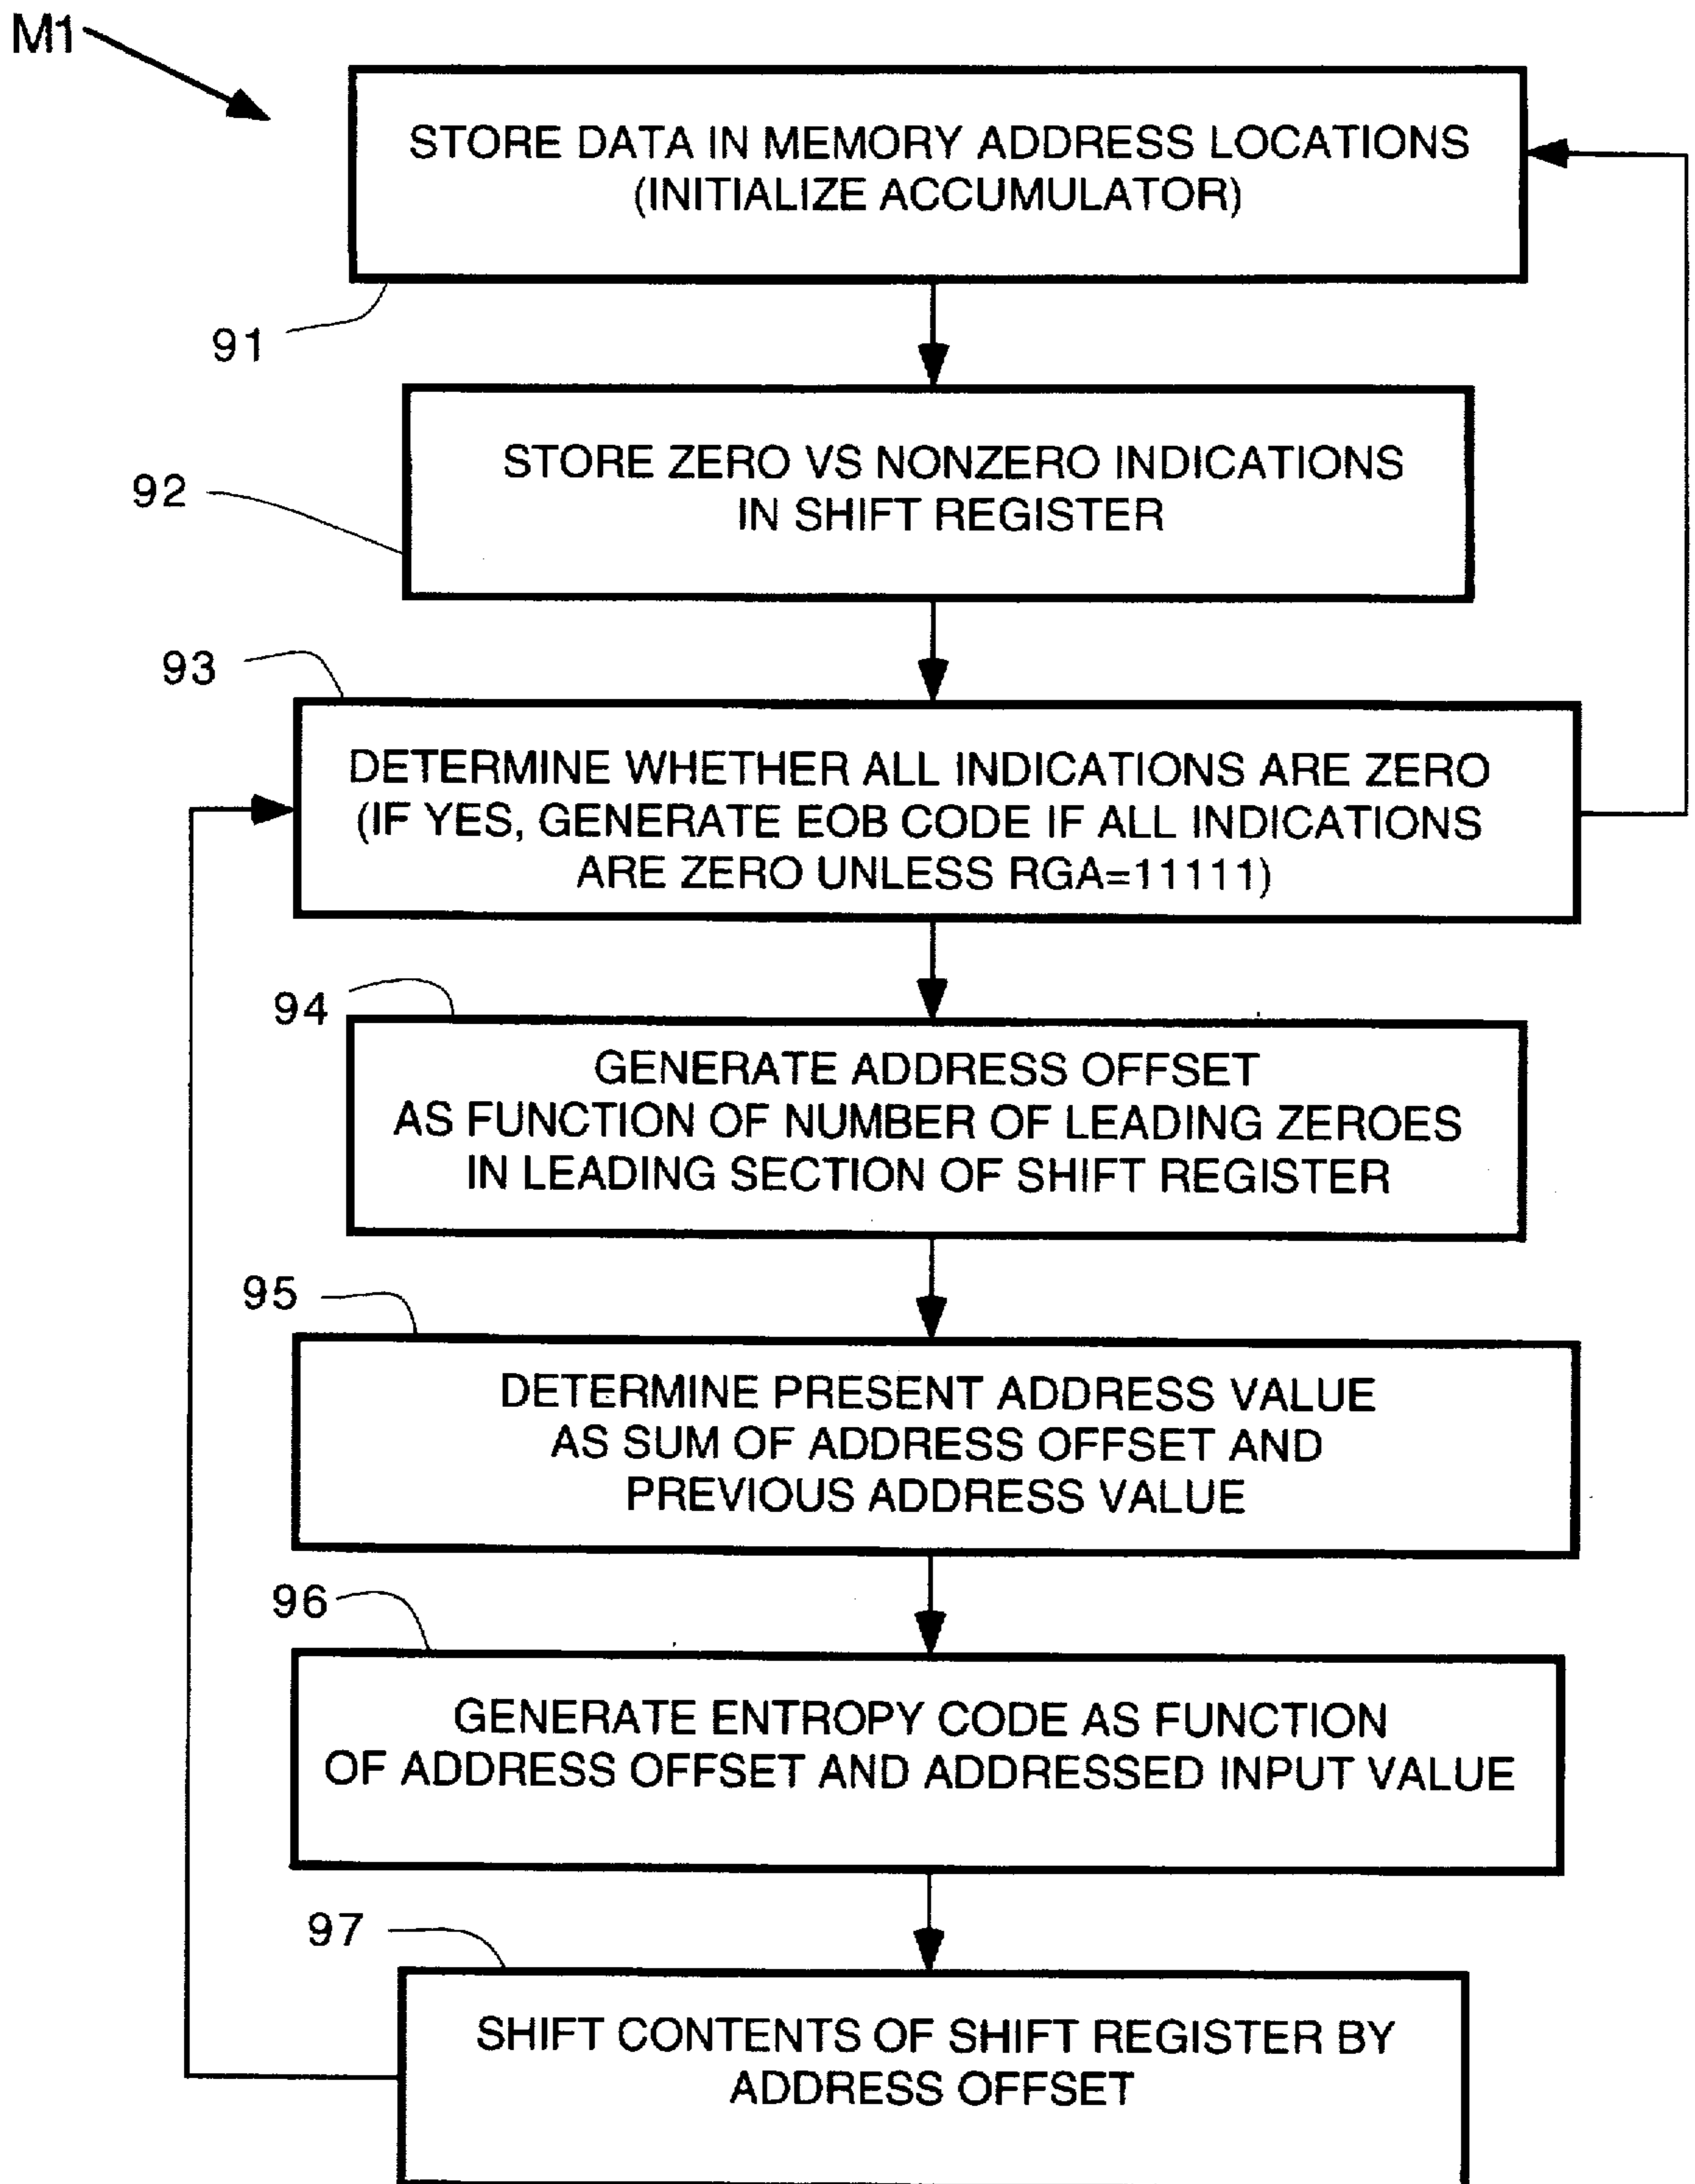 M1
STORE DATA IN MEMORY ADDRESS LOCATIONS
(INITIALIZE ACCUMULATOR)
91
STORE ZERO VS NONZERO INDICATIONS
IN SHIFT REGISTER
92
93
DETERMINE WHETHER ALL INDICATIONS ARE ZERO
(IF YES, GENERATE EOB CODE IF ALL INDICATIONS
ARE ZERO UNLESS RGA=11111)
94
GENERATE ADDRESS OFFSET
AS FUNCTION OF NUMBER OF LEADING ZEROES
IN LEADING SECTION OF SHIFT REGISTER
95
DETERMINE PRESENT ADDRESS VALUE
AS SUM OF ADDRESS OFFSET AND
PREVIOUS ADDRESS VALUE
96
GENERATE ENTROPY CODE AS FUNCTION
OF ADDRESS OFFSET AND ADDRESSED INPUT VALUE
97
SHIFT CONTENTS OF SHIFT REGISTER BY
ADDRESS OFFSET